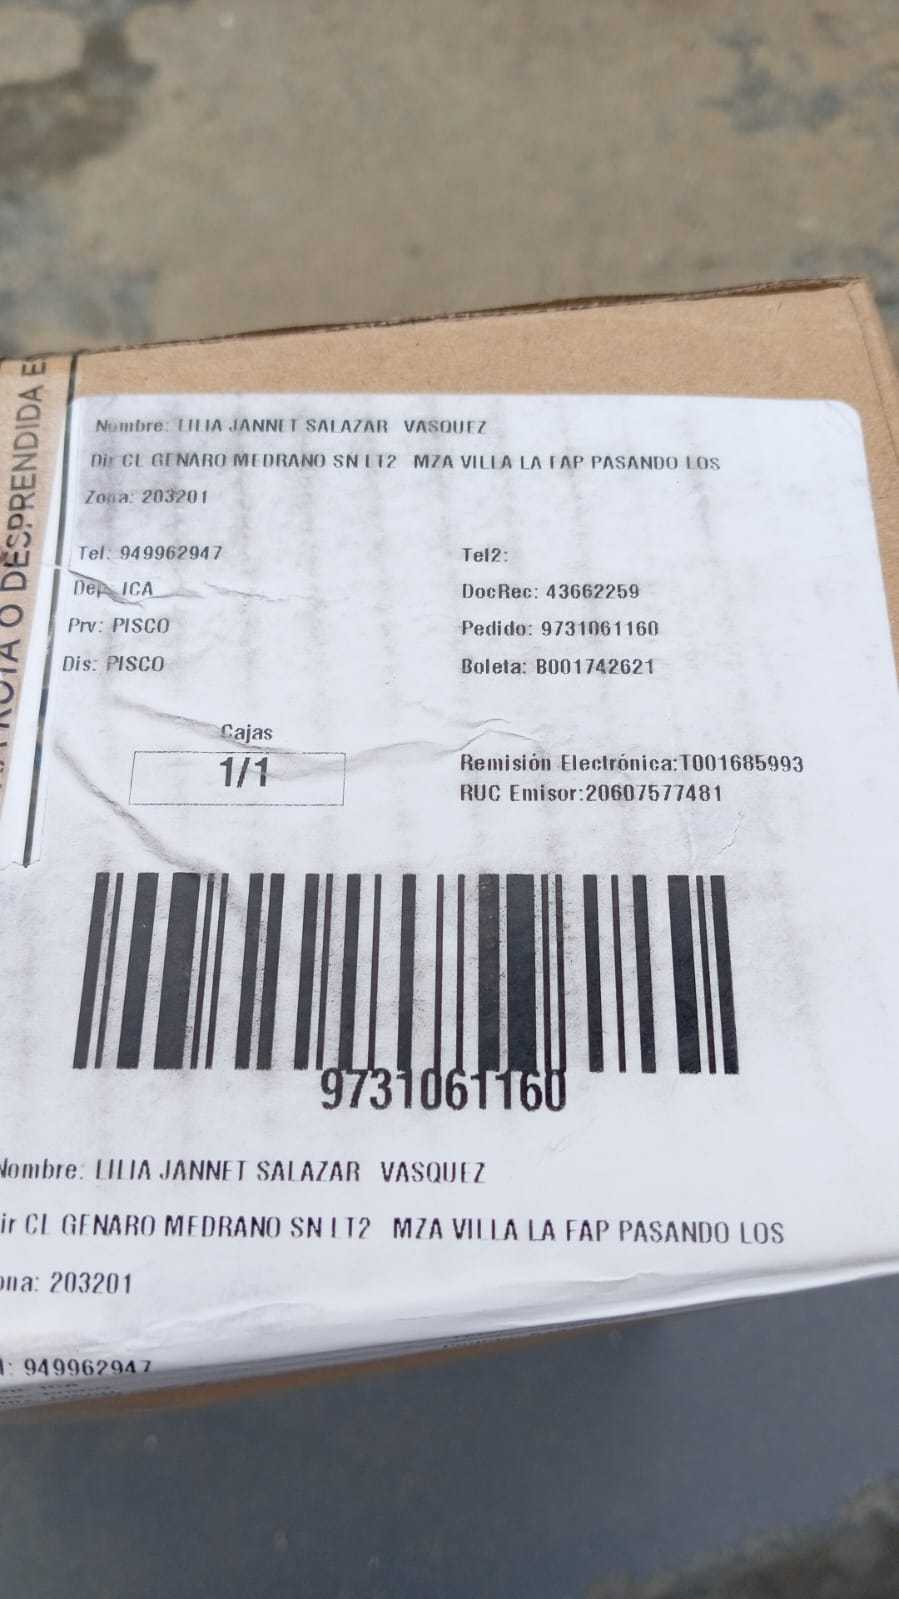 ROTA O DESPRENDIDA
Nombre: LILIA JANNET SALAZAR VASQUEZ
Dir CL GENARO MEDRANO SN LT2 MZA VILLA LA FAP PASANDO LOS
Zona: 203201
Tel: 949962947 Tel2:
Dep: ICA DocRec: 43662259
Prv: PISCO Pedido: 9731061160
Dis: PISCO Boleta: B001742621
Cajas
1/1
Remisión Electrónica:T001685993
RUC Emisor:20607577481
9731061160
Nombre: LILIA JANNET SALAZAR VASQUEZ
ir CL GENARO MEDRANO SN LT2 MZA VILLA LA FAP PASANDO LOS
ona: 203201
l: 949962947